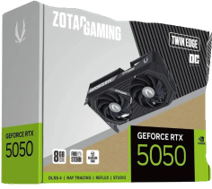 ZOTAC GAMING
TWIN EDGE
OC
8GB
GEFORCE RTX
5050
GEFORCE RTX
5050
DLSS 4 | RAY TRACING | REFLEX | STUDIO